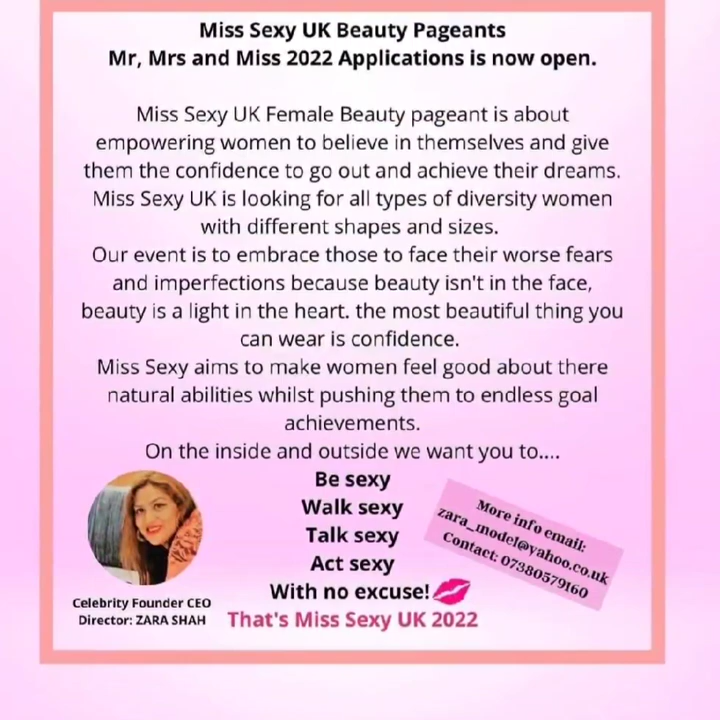 Miss Sexy UK Beauty Pageants
Mr, Mrs and Miss 2022 Applications is now open.
Miss Sexy UK Female Beauty pageant is about
empowering women to believe in themselves and give
them the confidence to go out and achieve their dreams.
Miss Sexy UK is looking for all types of diversity women
with different shapes and sizes.
Our event is to embrace those to face their worse fears
and imperfections because beauty isn't in the face,
beauty is a light in the heart. the most beautiful thing you
can wear is confidence.
Miss Sexy aims to make women feel good about there
natural abilities whilst pushing them to endless goal
achievements.
On the inside and outside we want you to....
Be sexy
Walk sexy
Talk sexy
Act sexy
With no excuse!
That's Miss Sexy UK 2022
Celebrity Founder CEO
Director: ZARA SHAH
More info email:
zara_model@yahoo.co.uk
Contact: 07380579160